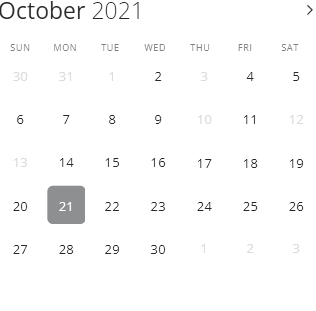 October 2021
SUN MON TUE WED THU FRI SAT
30 31 1 2 3 4 5
6 7 8 9 10 11 12
13 14 15 16 17 18 19
20 21 22 23 24 25 26
27 28 29 30 1 2 3